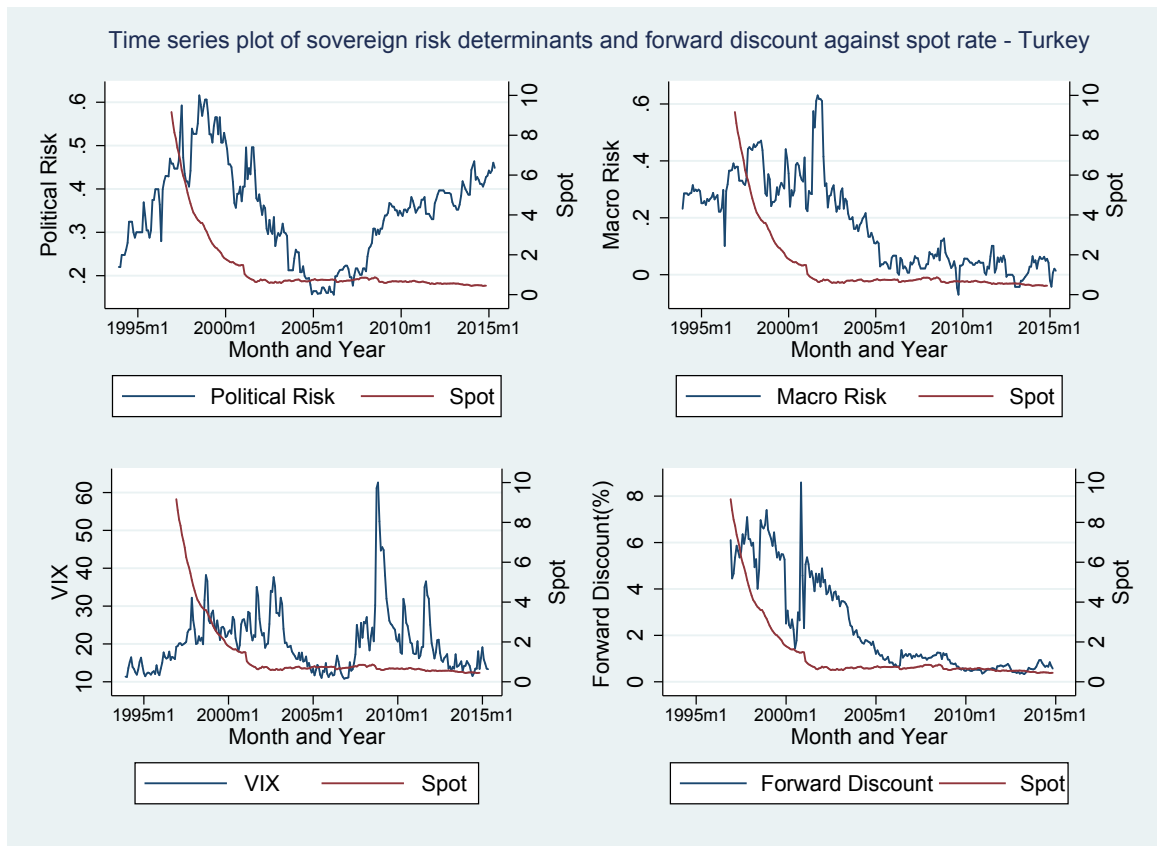 Time series plot of sovereign risk determinants and forward discount against spot rate - Turkey
Political Risk
.2 .3 .4 .5 .6
0 2 4 6 8 10
Spot
1995m1 2000m1 2005m1 2010m1 2015m1
Month and Year
Political Risk Spot
Macro Risk
0 .2 .4 .6
0 2 4 6 8 10
Spot
1995m1 2000m1 2005m1 2010m1 2015m1
Month and Year
Macro Risk Spot
VIX
10 20 30 40 50 60
0 2 4 6 8 10
Spot
1995m1 2000m1 2005m1 2010m1 2015m1
Month and Year
VIX Spot
Forward Discount(%)
0 2 4 6 8
0 2 4 6 8 10
Spot
1995m1 2000m1 2005m1 2010m1 2015m1
Month and Year
Forward Discount Spot